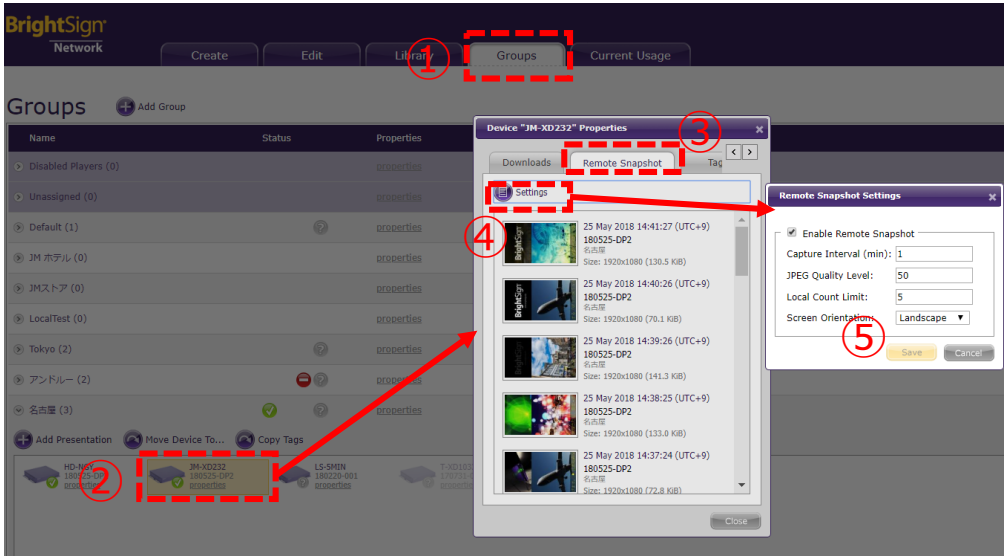 BrightSign
Network
Create
Edit
Library
Groups
Current Usage
①
Groups
Add Group
Name
Status
Properties
Disabled Players (0)
properties
Unassigned (0)
properties
Default (1)
properties
JM ホテル (0)
properties
JMストア (0)
properties
LocalTest (0)
properties
Tokyo (2)
properties
アンドルー (2)
properties
名古屋 (3)
properties
Add Presentation
Move Device To...
Copy Tags
②
HD-NGY
180525-DP2
properties
JM-XD232
180525-DP2
properties
LS-SMIN
180220-001
properties
Device "JM-XD232" Properties
③
Downloads
Remote Snapshot
Tag
Settings
④
25 May 2018 14:41:27 (UTC+9)
180525-DP2
名古屋
Size: 1920x1080 (130.5 KiB)
25 May 2018 14:40:26 (UTC+9)
180525-DP2
名古屋
Size: 1920x1080 (70.1 KiB)
25 May 2018 14:39:26 (UTC+9)
180525-DP2
名古屋
Size: 1920x1080 (141.3 KiB)
25 May 2018 14:38:25 (UTC+9)
180525-DP2
名古屋
Size: 1920x1080 (133.0 KiB)
25 May 2018 14:37:24 (UTC+9)
180525-DP2
名古屋
Size: 1920x1080 (72.8 KiB)
Close
Remote Snapshot Settings
Enable Remote Snapshot
Capture Interval (min): 1
JPEG Quality Level: 50
Local Count Limit: 5
Screen Orientation: Landscape
⑤
Save
Cancel